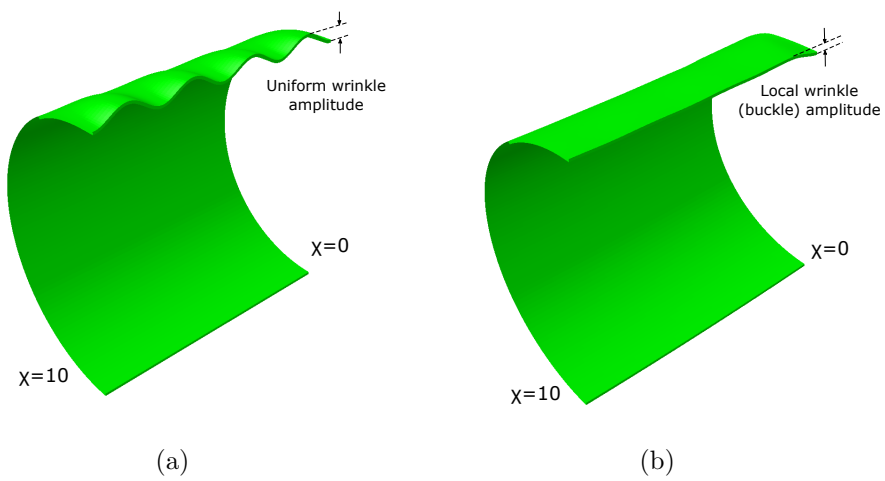 Uniform wrinkle
amplitude
χ=0
χ=10
(a)
Local wrinkle
(buckle) amplitude
χ=0
χ=10
(b)